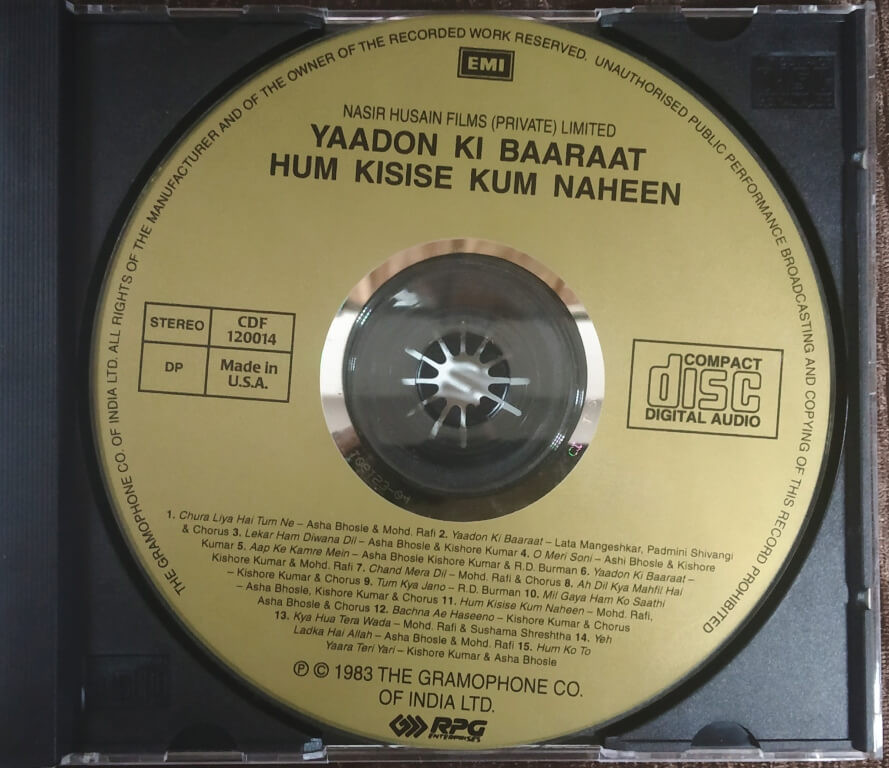 EMI
NASIR HUSAIN FILMS (PRIVATE) LIMITED
YAADON KI BAARAAT
HUM KISISE KUM NAHEEN
STEREO
CDF
120014
DP
Made in
U.S.A.
COMPACT
disc
DIGITAL AUDIO
1. Chura Liya Hai Tum Ne – Asha Bhosle & Mohd. Rafi 2. Yaadon Ki Baaraat – Lata Mangeshkar, Padmini Shivangi
& Chorus 3. Lekar Ham Diwana Dil – Asha Bhosle & Kishore Kumar 4. O Meri Soni – Ashi Bhosle & Kishore
Kumar 5. Aap Ke Kamre Mein – Asha Bhosle Kishore Kumar & R.D. Burman 6. Yaadon Ki Baaraat –
Kishore Kumar & Mohd. Rafi 7. Chand Mera Dil – Mohd. Rafi & Chorus 8. Ah Dil Kya Mahfil Hai
– Kishore Kumar & Chorus 9. Tum Kya Jano – R.D. Burman 10. Mil Gaya Ham Ko Saathi
– Asha Bhosle, Kishore Kumar & Chorus 11. Hum Kisise Kum Naheen – Mohd. Rafi,
Asha Bhosle & Chorus 12. Bachna Ae Haseeno – Kishore Kumar & Chorus
13. Kya Hua Tera Wada – Mohd. Rafi & Sushama Shreshtha 14. Yeh
Ladka Hai Allah – Asha Bhosle & Mohd. Rafi 15. Hum Ko To
Yaara Teri Yari – Kishore Kumar & Asha Bhosle
℗ © 1983 THE GRAMOPHONE CO.
OF INDIA LTD.
RPG
ENTERPRISES
THE GRAMOPHONE CO. OF INDIA LTD. ALL RIGHTS OF THE MANUFACTURER AND OF THE OWNER OF THE RECORDED WORK RESERVED. UNAUTHORISED PUBLIC PERFORMANCE BROADCASTING AND COPYING OF THIS RECORD PROHIBITED